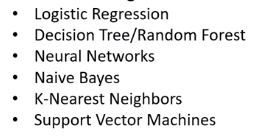 • Logistic Regression
• Decision Tree/Random Forest
• Neural Networks
• Naive Bayes
• K-Nearest Neighbors
• Support Vector Machines